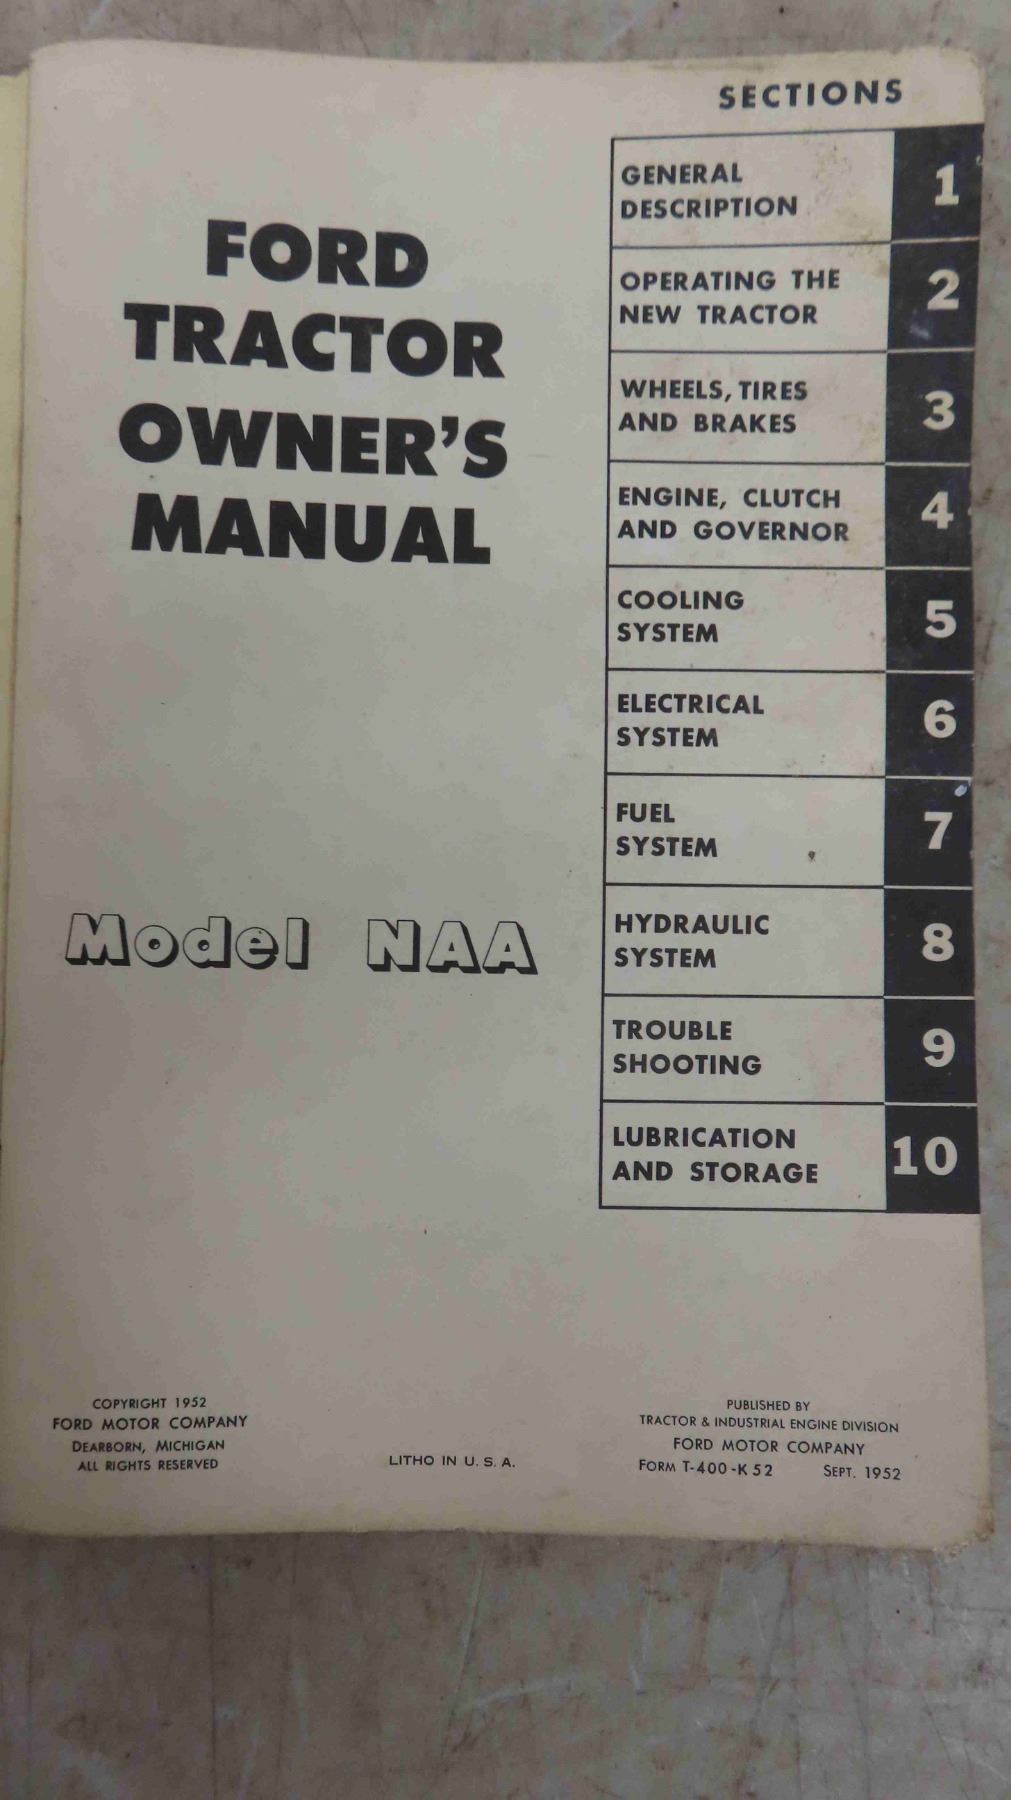 FORD
TRACTOR
OWNER'S
MANUAL
Model NAA
SECTIONS
GENERAL
DESCRIPTION 1
OPERATING THE
NEW TRACTOR 2
WHEELS, TIRES
AND BRAKES 3
ENGINE, CLUTCH
AND GOVERNOR 4
COOLING
SYSTEM 5
ELECTRICAL
SYSTEM 6
FUEL
SYSTEM 7
HYDRAULIC
SYSTEM 8
TROUBLE
SHOOTING 9
LUBRICATION
AND STORAGE 10
COPYRIGHT 1952
FORD MOTOR COMPANY
DEARBORN, MICHIGAN
ALL RIGHTS RESERVED
LITHO IN U. S. A.
PUBLISHED BY
TRACTOR & INDUSTRIAL ENGINE DIVISION
FORD MOTOR COMPANY
FORM T-400-K 52 SEPT. 1952